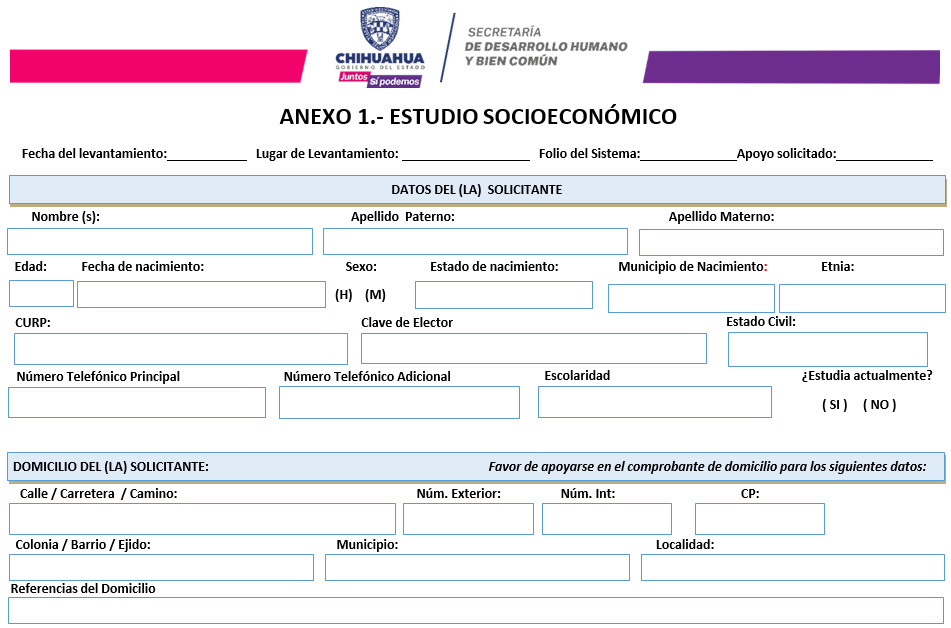 SECRETARÍA
DE DESARROLLO HUMANO
Y BIEN COMÚN
CHIHUAHUA
GOBIERNO DEL ESTADO
Juntos Sí podemos
ANEXO 1.- ESTUDIO SOCIOECONÓMICO
Fecha del levantamiento:___________ Lugar de Levantamiento: __________________ Folio del Sistema:______________Apoyo solicitado:______________
DATOS DEL (LA) SOLICITANTE
Nombre (s): Apellido Paterno: Apellido Materno:
Edad: Fecha de nacimiento: Sexo: Estado de nacimiento: Municipio de Nacimiento: Etnia:
(H) (M)
CURP: Clave de Elector Estado Civil:
Número Telefónico Principal Número Telefónico Adicional Escolaridad ¿Estudia actualmente?
( SI ) ( NO )
DOMICILIO DEL (LA) SOLICITANTE: Favor de apoyarse en el comprobante de domicilio para los siguientes datos:
Calle / Carretera / Camino: Núm. Exterior: Núm. Int: CP:
Colonia / Barrio / Ejido: Municipio: Localidad:
Referencias del Domicilio